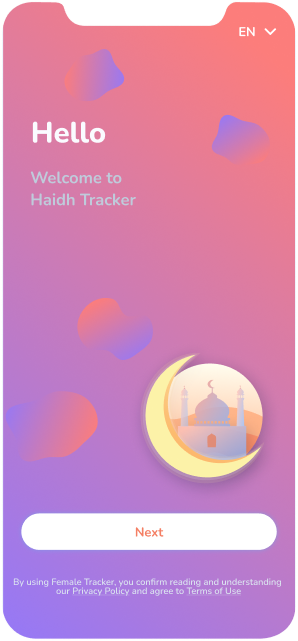 EN
Hello
Welcome to
Haidh Tracker
Next
By using Female Tracker, you confirm reading and understanding
our Privacy Policy and agree to Terms of Use